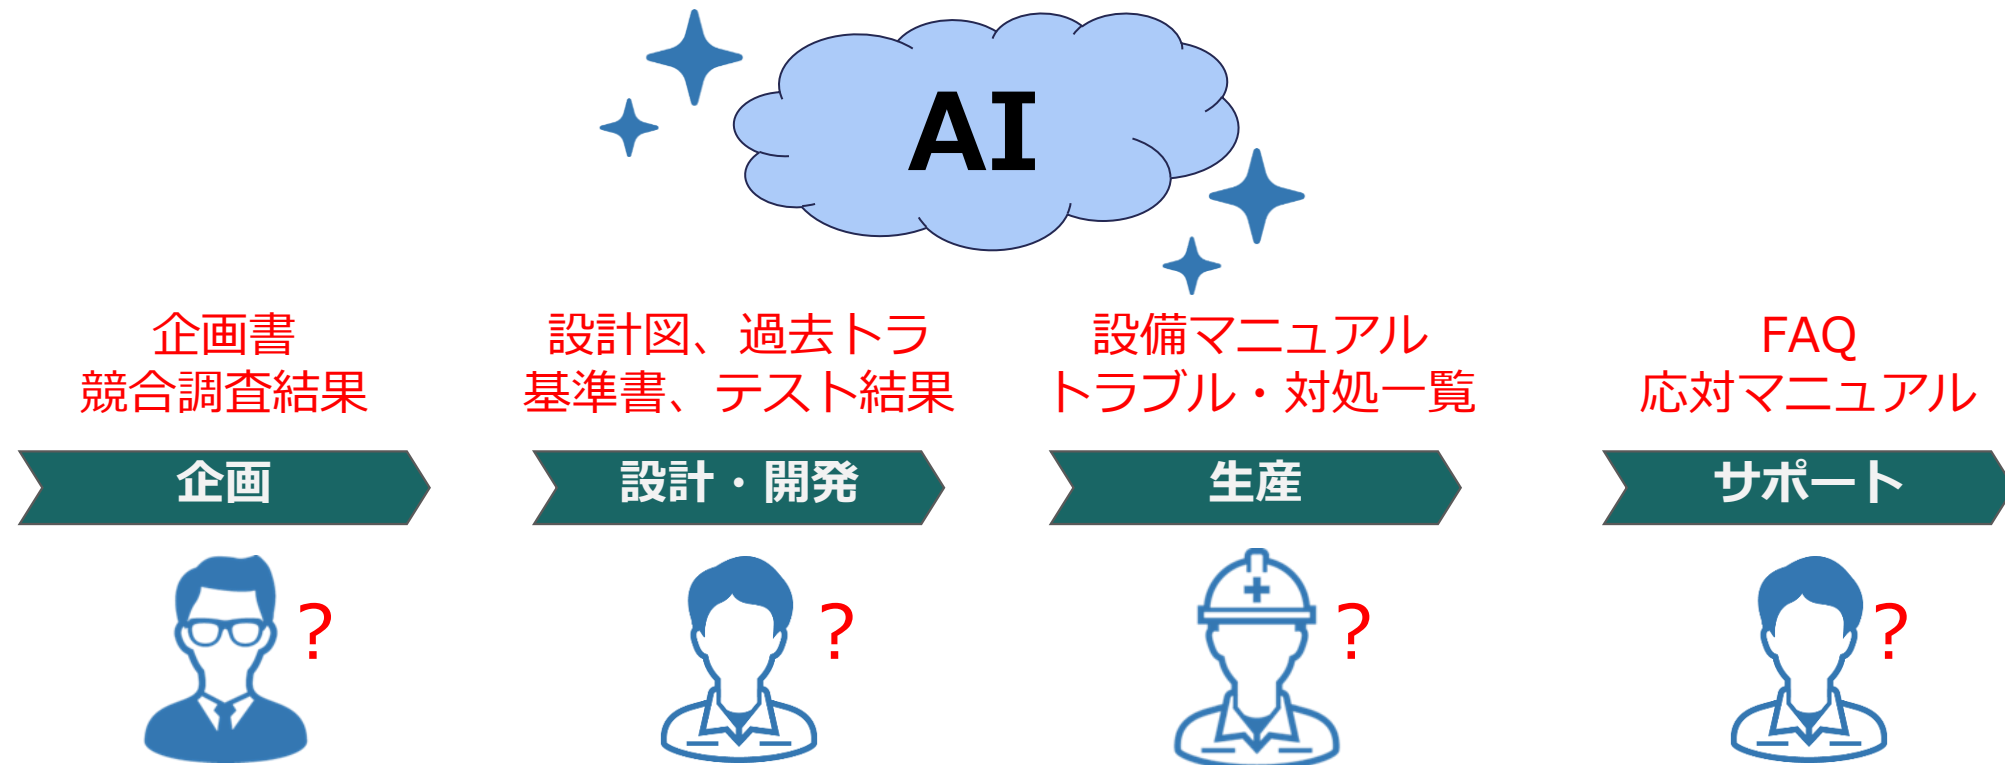 AI
企画書
競合調査結果
設計図、過去トラ
基準書、テスト結果
設備マニュアル
トラブル・対処一覧
FAQ
応対マニュアル
企画
設計・開発
生産
サポート
?
?
?
?